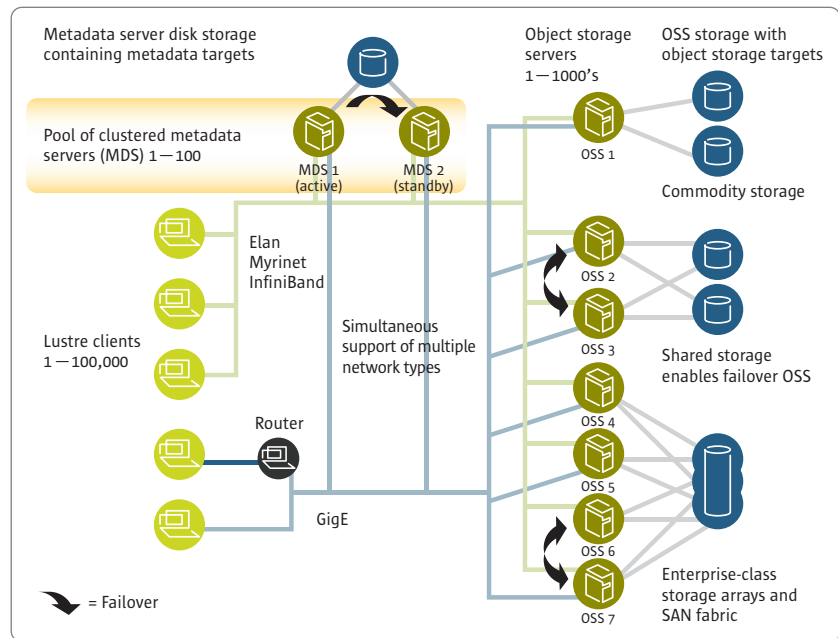 Metadata server disk storage
containing metadata targets
Object storage
servers
1—1000's
OSS storage with
object storage targets
Pool of clustered metadata
servers (MDS) 1—100
MDS 1
(active)
MDS 2
(standby)
OSS 1
Commodity storage
Elan
Myrinet
InfiniBand
OSS 2
Lustre clients
1—100,000
Simultaneous
support of multiple
network types
OSS 3
Shared storage
enables failover OSS
Router
OSS 4
OSS 5
GigE
OSS 6
OSS 7
Enterprise-class
storage arrays and
SAN fabric
= Failover